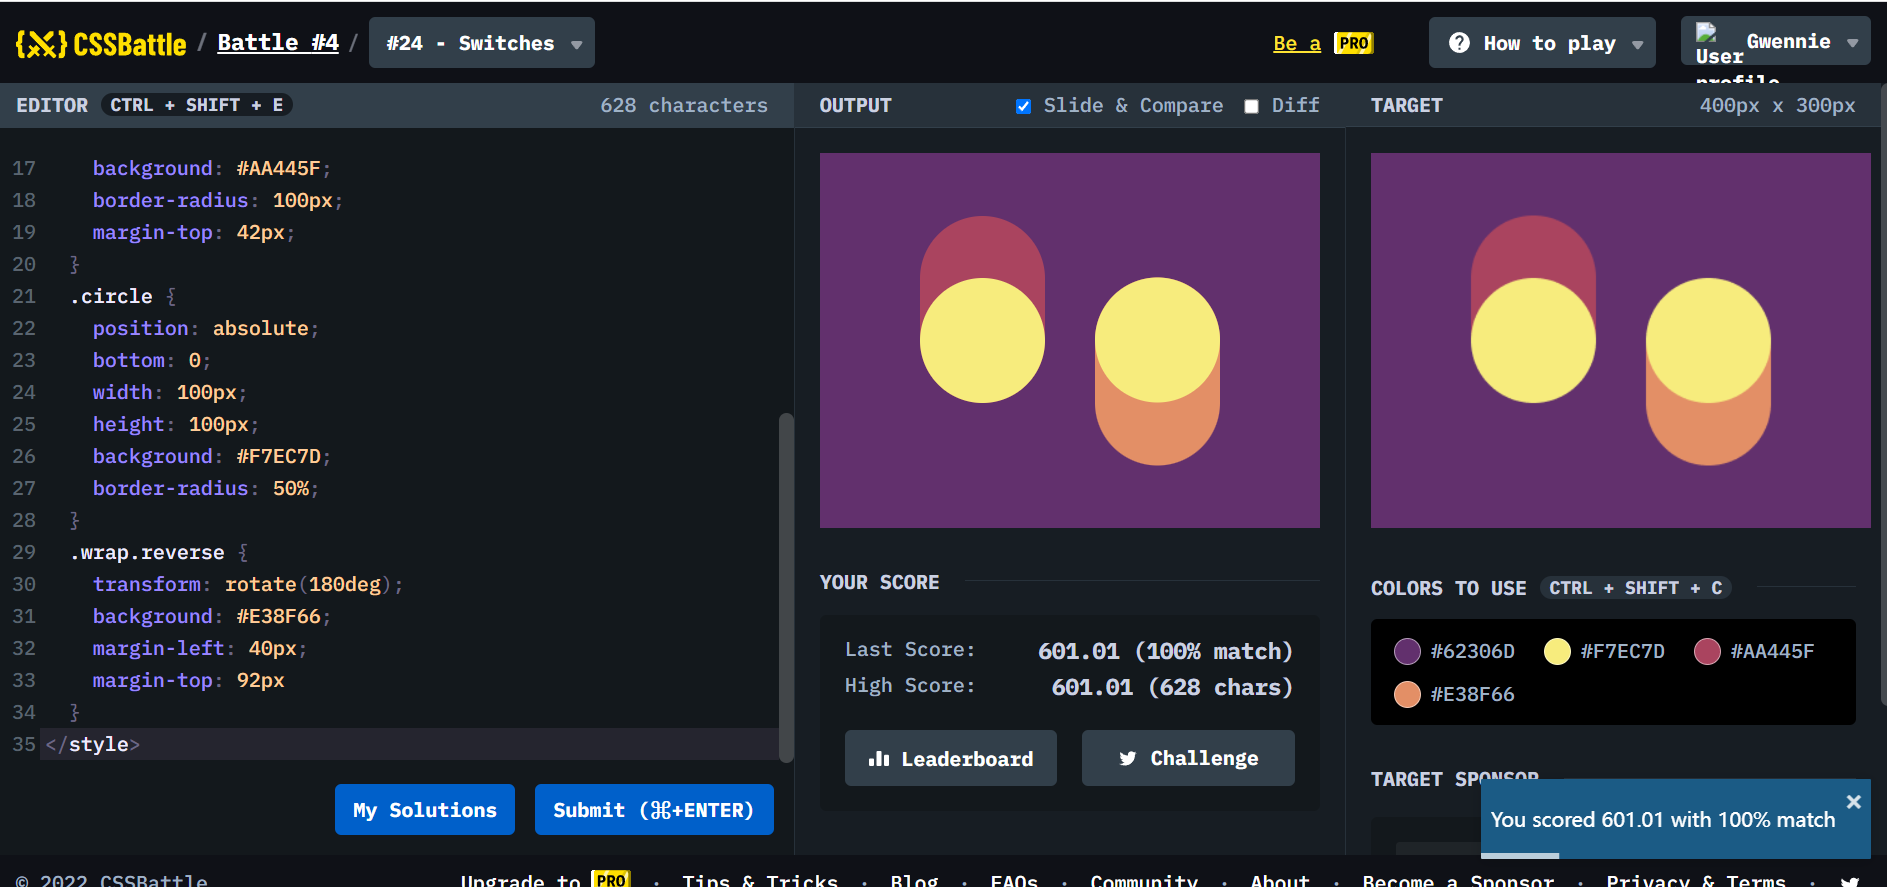 {X} CSSBattle / Battle #4 / #24 - Switches
Be a PRO
How to play
User profile
Gwennie
EDITOR CTRL + SHIFT + E 628 characters
17 background: #AA445F;
18 border-radius: 100px;
19 margin-top: 42px;
20 }
21 .circle {
22 position: absolute;
23 bottom: 0;
24 width: 100px;
25 height: 100px;
26 background: #F7EC7D;
27 border-radius: 50%;
28 }
29 .wrap.reverse {
30 transform: rotate(180deg);
31 background: #E38F66;
32 margin-left: 40px;
33 margin-top: 92px
34 }
35 </style>
My Solutions
Submit (⌘+ENTER)
OUTPUT Slide & Compare Diff
YOUR SCORE
Last Score: 601.01 (100% match)
High Score: 601.01 (628 chars)
Leaderboard
Challenge
TARGET 400px x 300px
COLORS TO USE CTRL + SHIFT + C
#62306D #F7EC7D #AA445F
#E38F66
TARGET SPONSOR
You scored 601.01 with 100% match
© 2022 CSSBattle
Upgrade to PRO · Tips & Tricks · Blog · FAQs · Community · About · Become a Sponsor · Privacy & Terms ·